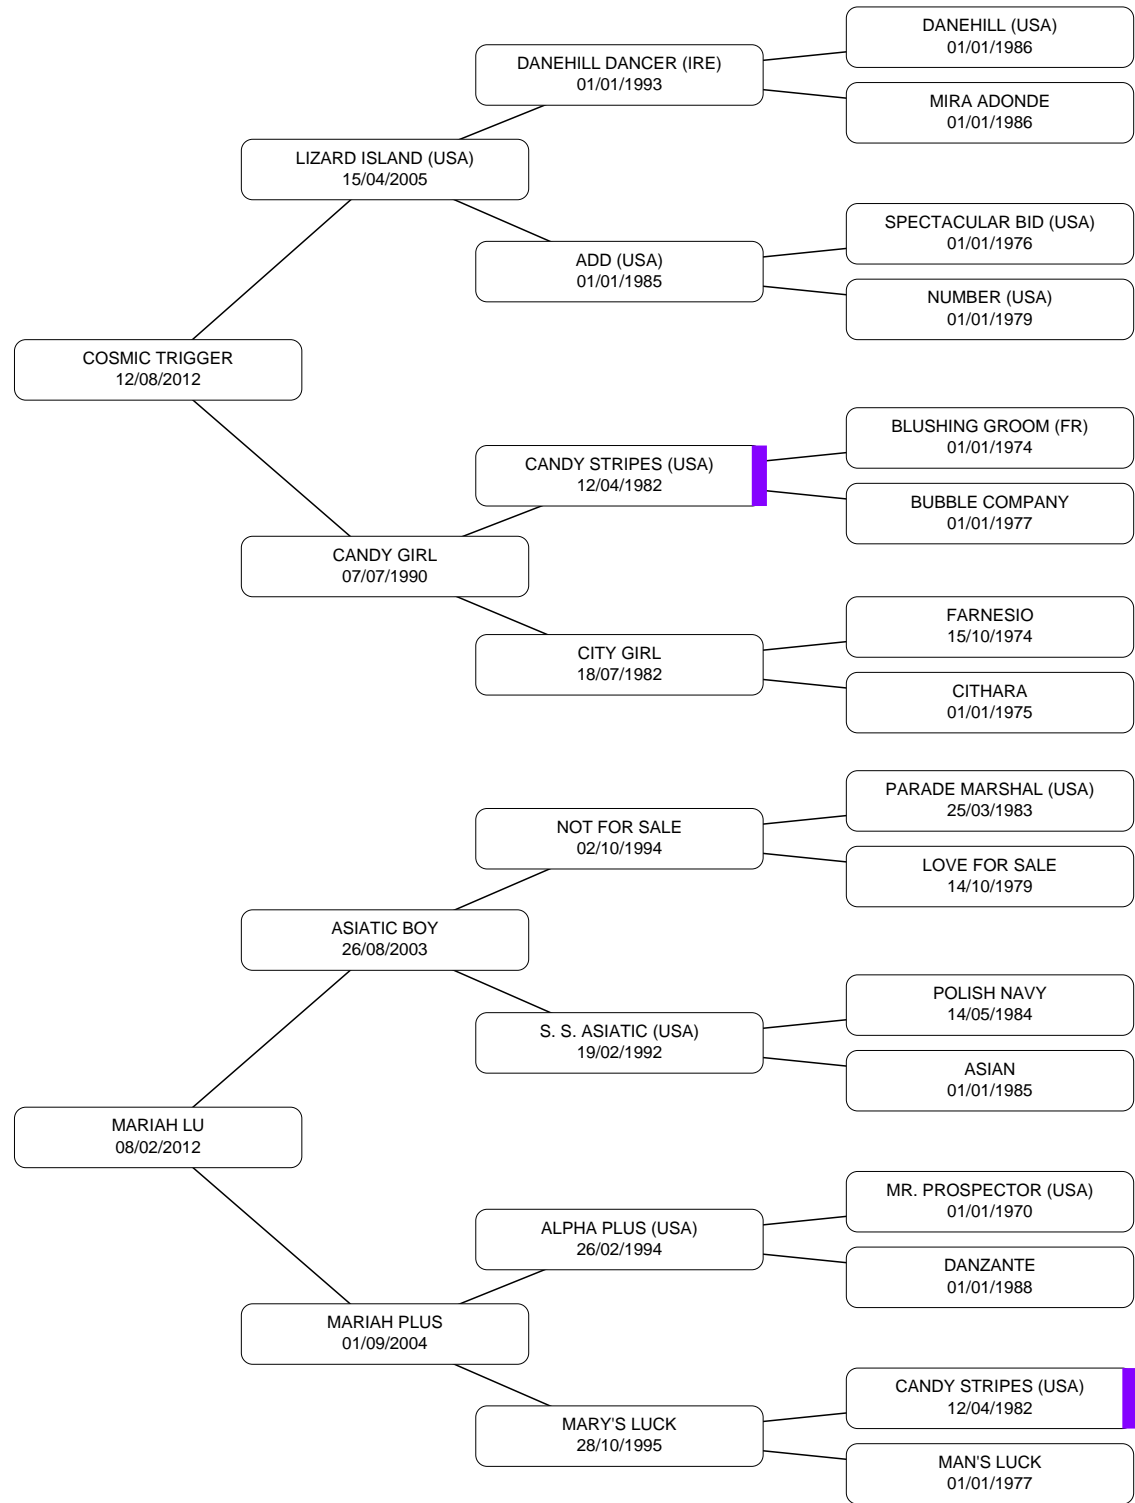 DANEHILL (USA)
01/01/1986
DANEHILL DANCER (IRE)
01/01/1993
MIRA ADONDE
01/01/1986
LIZARD ISLAND (USA)
15/04/2005
SPECTACULAR BID (USA)
01/01/1976
ADD (USA)
01/01/1985
NUMBER (USA)
01/01/1979
COSMIC TRIGGER
12/08/2012
BLUSHING GROOM (FR)
01/01/1974
CANDY STRIPES (USA)
12/04/1982
BUBBLE COMPANY
01/01/1977
CANDY GIRL
07/07/1990
FARNESIO
15/10/1974
CITY GIRL
18/07/1982
CITHARA
01/01/1975
PARADE MARSHAL (USA)
25/03/1983
NOT FOR SALE
02/10/1994
LOVE FOR SALE
14/10/1979
ASIATIC BOY
26/08/2003
POLISH NAVY
14/05/1984
S. S. ASIATIC (USA)
19/02/1992
ASIAN
01/01/1985
MARIAH LU
08/02/2012
MR. PROSPECTOR (USA)
01/01/1970
ALPHA PLUS (USA)
26/02/1994
DANZANTE
01/01/1988
MARIAH PLUS
01/09/2004
CANDY STRIPES (USA)
12/04/1982
MARY'S LUCK
28/10/1995
MAN'S LUCK
01/01/1977